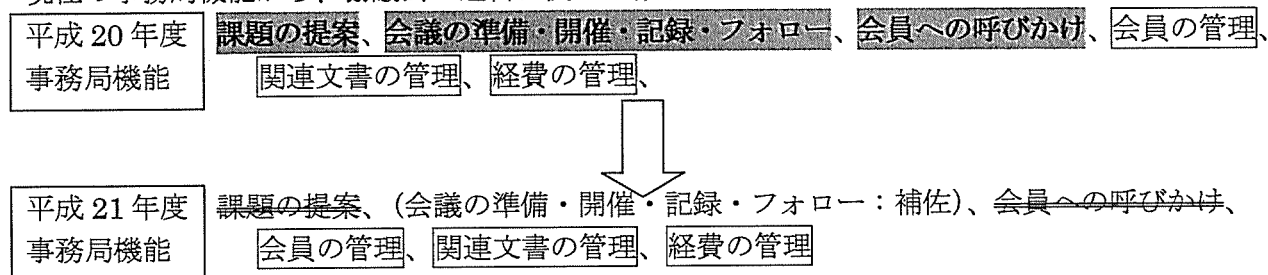 平成 20 年度 課題の提案、会議の準備・開催・記録・フォロー、会員への呼びかけ、会員の管理、
事務局機能 関連文書の管理、経費の管理、
平成 21 年度 課題の提案、(会議の準備・開催・記録・フォロー：補佐)、会員への呼びかけ、
事務局機能 会員の管理、関連文書の管理、経費の管理